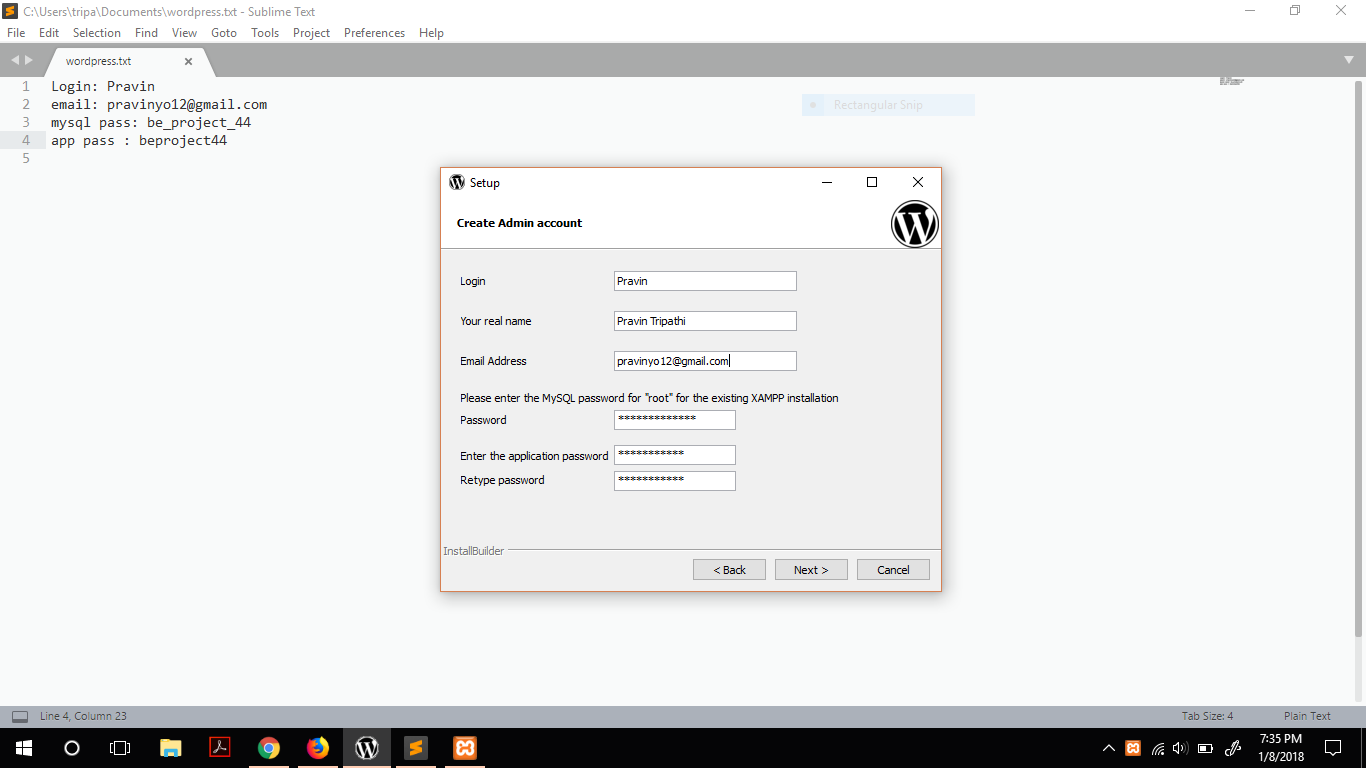 C:\Users\tripa\Documents\wordpress.txt - Sublime Text
File Edit Selection Find View Goto Tools Project Preferences Help
wordpress.txt
1 Login: Pravin
2 email: pravinyo12@gmail.com
3 mysql pass: be_project_44
4 app pass : beproject44
5
Rectangular Snip
Setup
Create Admin account
Login Pravin
Your real name Pravin Tripathi
Email Address pravinyo12@gmail.com
Please enter the MySQL password for "root" for the existing XAMPP installation
Password *************
Enter the application password ***********
Retype password ***********
InstallBuilder
< Back Next > Cancel
Line 4, Column 23 Tab Size: 4 Plain Text
7:35 PM
1/8/2018